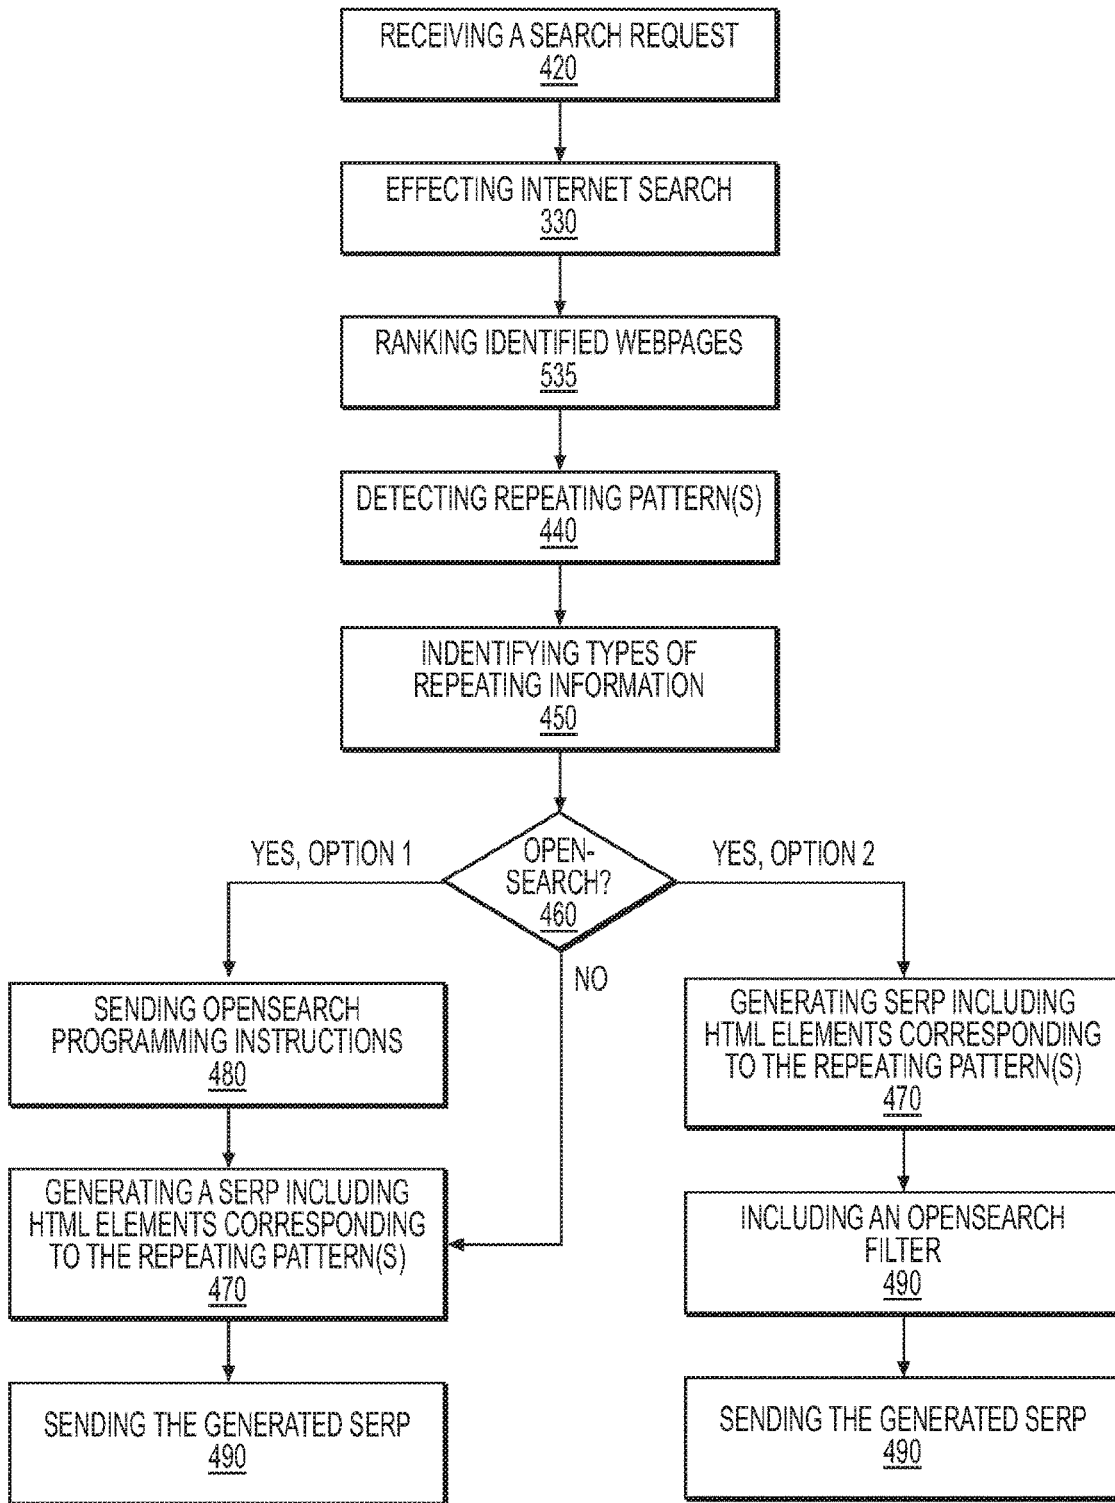 RECEIVING A SEARCH REQUEST
420
EFFECTING INTERNET SEARCH
330
RANKING IDENTIFIED WEBPAGES
535
DETECTING REPEATING PATTERN(S)
440
INDENTIFYING TYPES OF
REPEATING INFORMATION
450
YES, OPTION 1
OPEN-
SEARCH?
460
YES, OPTION 2
NO
SENDING OPENSEARCH
PROGRAMMING INSTRUCTIONS
480
GENERATING A SERP INCLUDING
HTML ELEMENTS CORRESPONDING
TO THE REPEATING PATTERN(S)
470
SENDING THE GENERATED SERP
490
GENERATING SERP INCLUDING
HTML ELEMENTS CORRESPONDING
TO THE REPEATING PATTERN(S)
470
INCLUDING AN OPENSEARCH
FILTER
490
SENDING THE GENERATED SERP
490